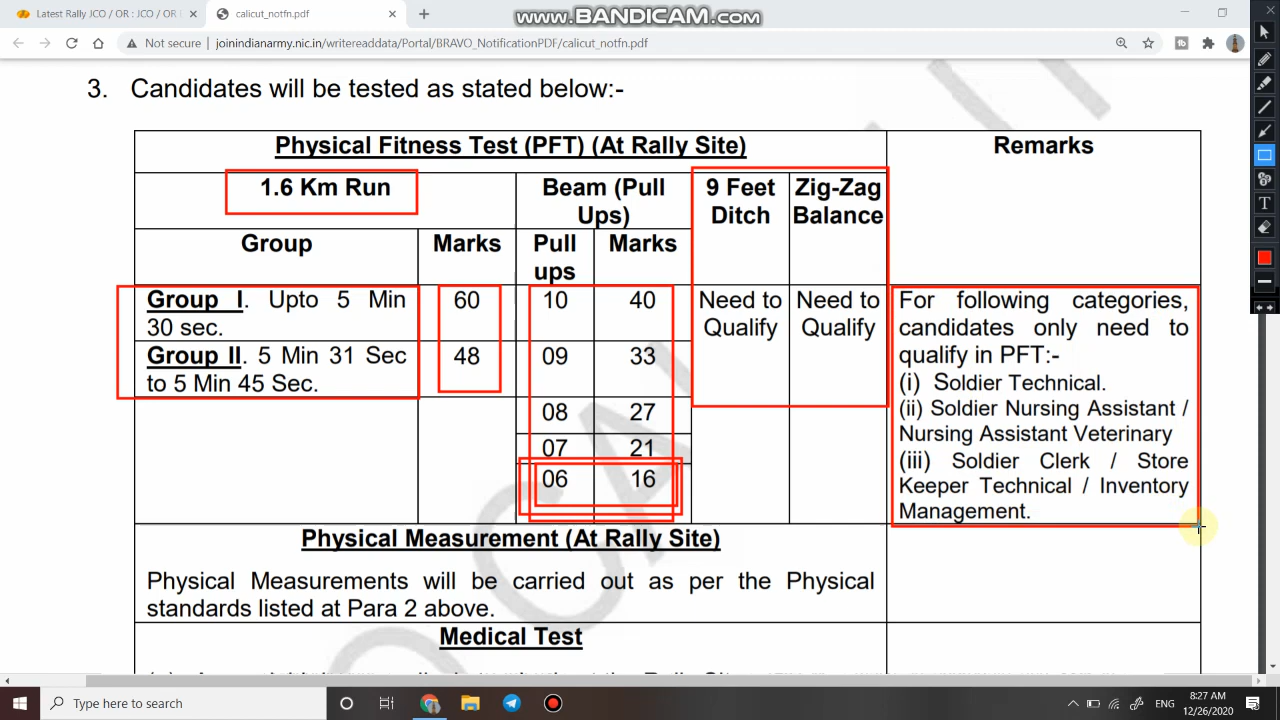 Latest Rally JCO / OR : JCO / OR
calicut_notfn.pdf
www.BANDICAM.com
Not secure | joinindianarmy.nic.in/writereaddata/Portal/BRAVO_NotificationPDF/calicut_notfn.pdf
3. Candidates will be tested as stated below:-
Physical Fitness Test (PFT) (At Rally Site)
Remarks
1.6 Km Run
Beam (Pull Ups)
9 Feet Ditch
Zig-Zag Balance
Group
Marks
Pull ups
Marks
Group I. Upto 5 Min
30 sec.
60
10
40
Need to
Qualify
Need to
Qualify
Group II. 5 Min 31 Sec
to 5 Min 45 Sec.
48
09
33
08
27
07
21
06
16
For following categories,
candidates only need to
qualify in PFT:-
(i) Soldier Technical.
(ii) Soldier Nursing Assistant /
Nursing Assistant Veterinary
(iii) Soldier Clerk / Store
Keeper Technical / Inventory
Management.
Physical Measurement (At Rally Site)
Physical Measurements will be carried out as per the Physical
standards listed at Para 2 above.
Medical Test
Type here to search
ENG
8:27 AM
12/26/2020